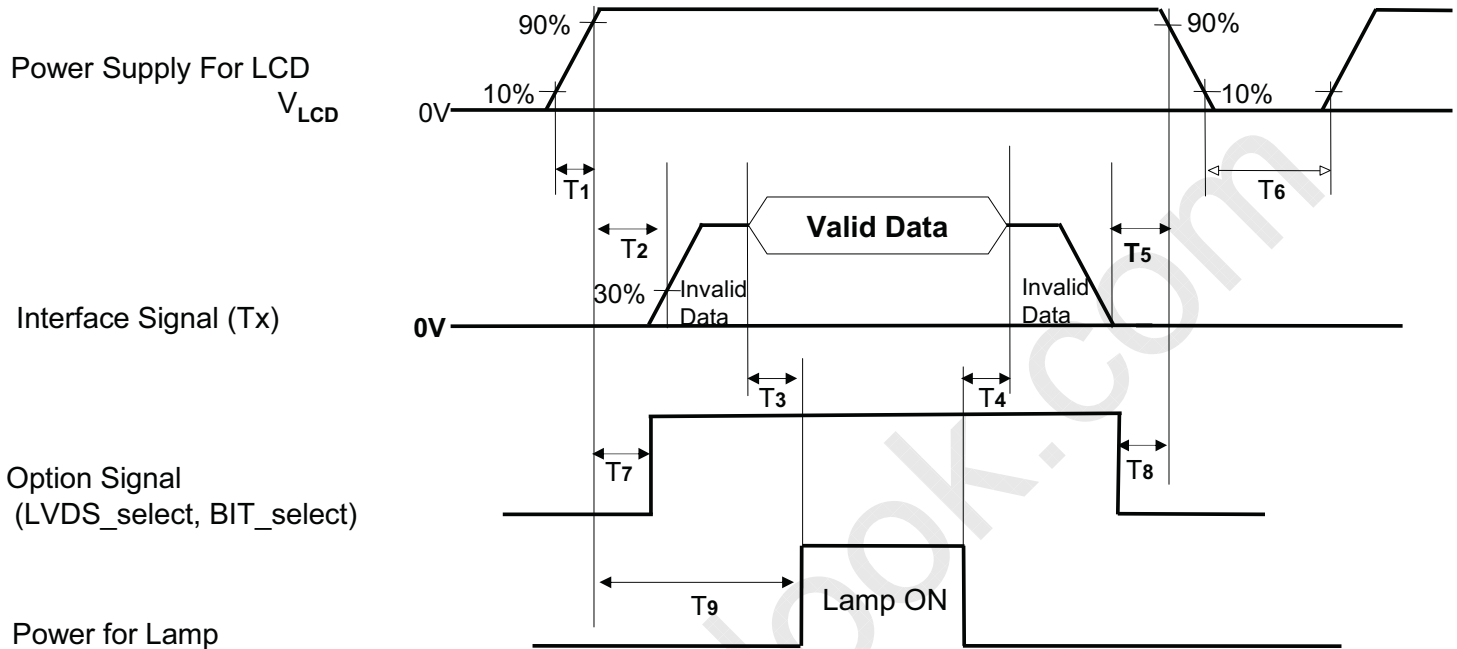 90%
90%
Power Supply For LCD
VLCD
10%
10%
0V
T1
T6
Valid Data
T2
T5
30%
Invalid
Data
Invalid
Data
Interface Signal (Tx)
0V
T3
T4
T7
T8
Option Signal
(LVDS_select, BIT_select)
T9
Lamp ON
Power for Lamp
look.com